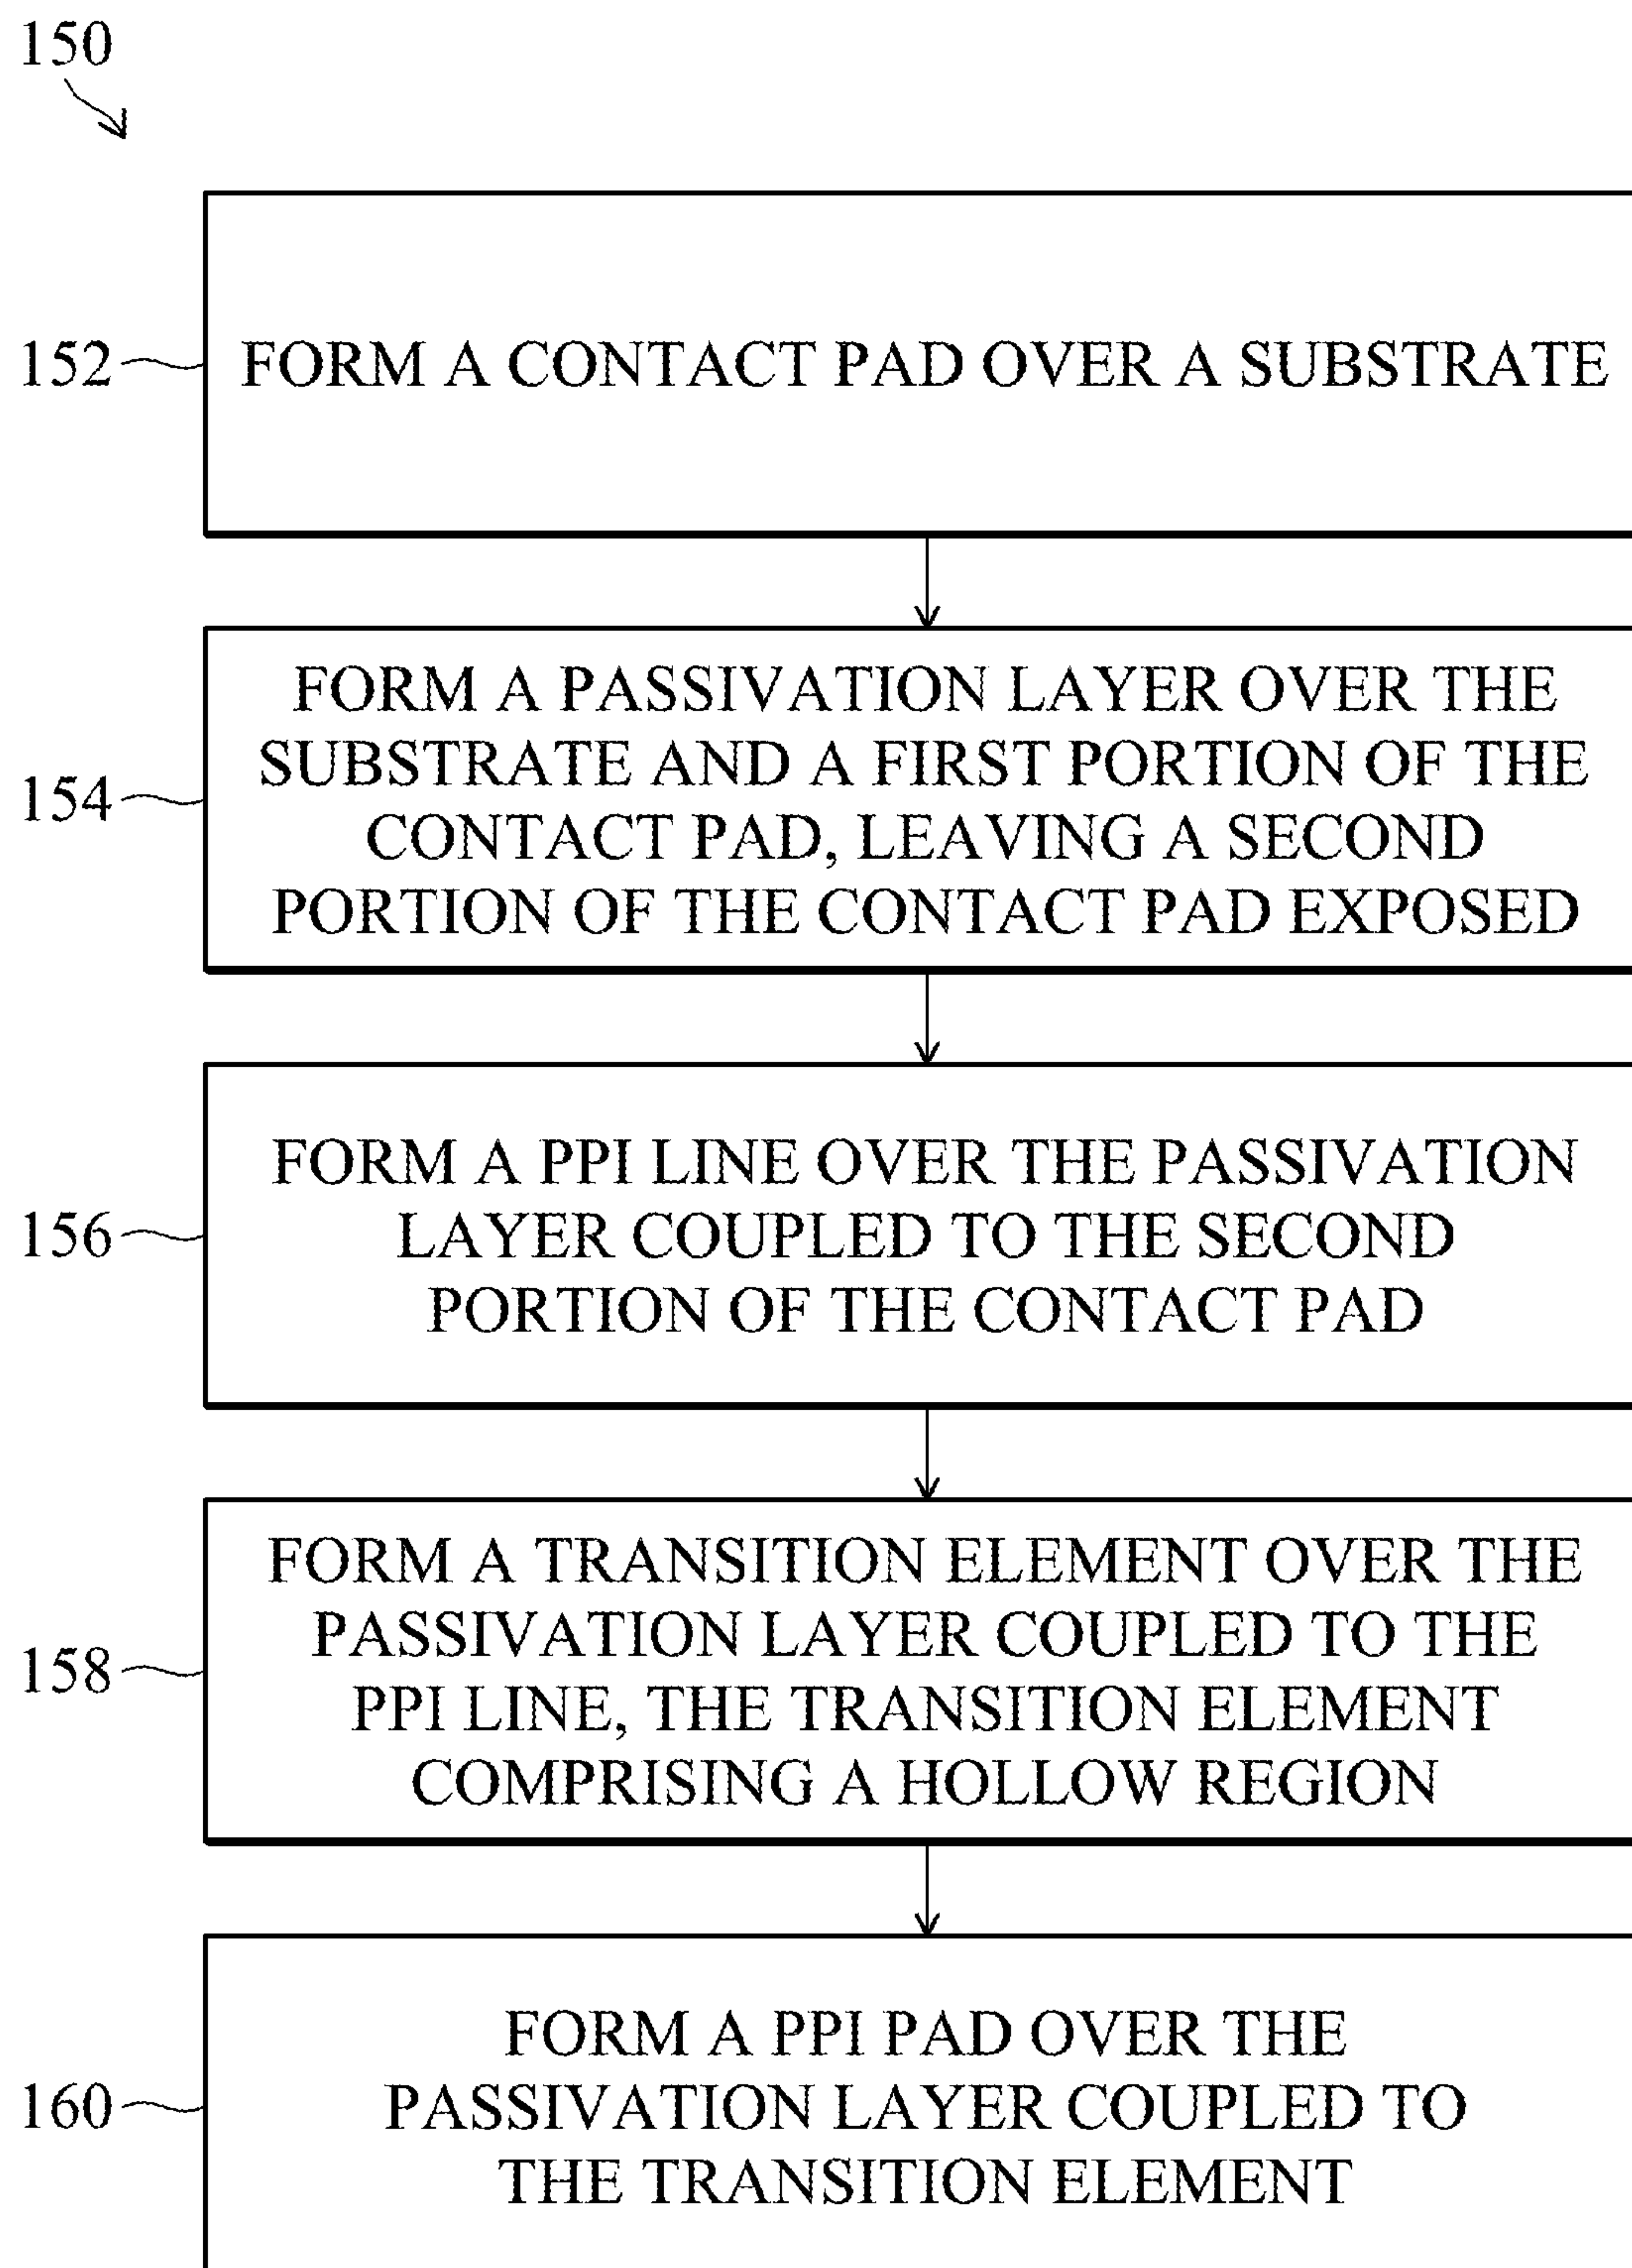 150
152
FORM A CONTACT PAD OVER A SUBSTRATE
154
FORM A PASSIVATION LAYER OVER THE
SUBSTRATE AND A FIRST PORTION OF THE
CONTACT PAD, LEAVING A SECOND
PORTION OF THE CONTACT PAD EXPOSED
156
FORM A PPI LINE OVER THE PASSIVATION
LAYER COUPLED TO THE SECOND
PORTION OF THE CONTACT PAD
158
FORM A TRANSITION ELEMENT OVER THE
PASSIVATION LAYER COUPLED TO THE
PPI LINE, THE TRANSITION ELEMENT
COMPRISING A HOLLOW REGION
160
FORM A PPI PAD OVER THE
PASSIVATION LAYER COUPLED TO
THE TRANSITION ELEMENT